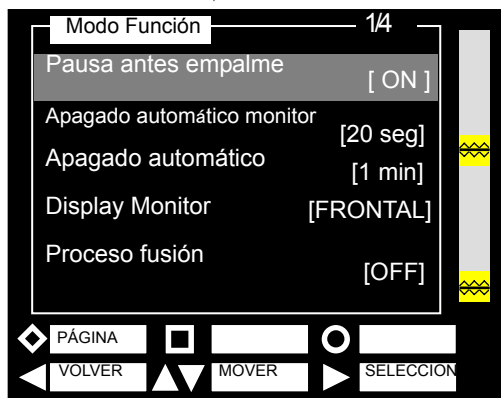 Modo Función 1/4
Pausa antes empalme
[ ON ]
Apagado automático monitor
[20 seg]
Apagado automático
[1 min]
Display Monitor [FRONTAL]
Proceso fusión
[OFF]
PÁGINA
VOLVER MOVER SELECCION